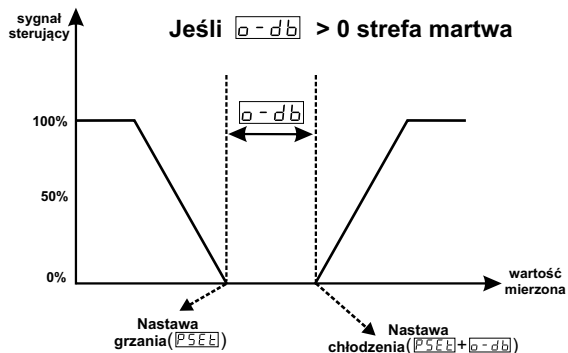 sygnał
sterujący
Jeśli o-db > 0 strefa martwa
o-db
100%
50%
0%
wartość
mierzona
Nastawa
grzania(PSEt)
Nastawa
chłodzenia(PSEt+o-db)